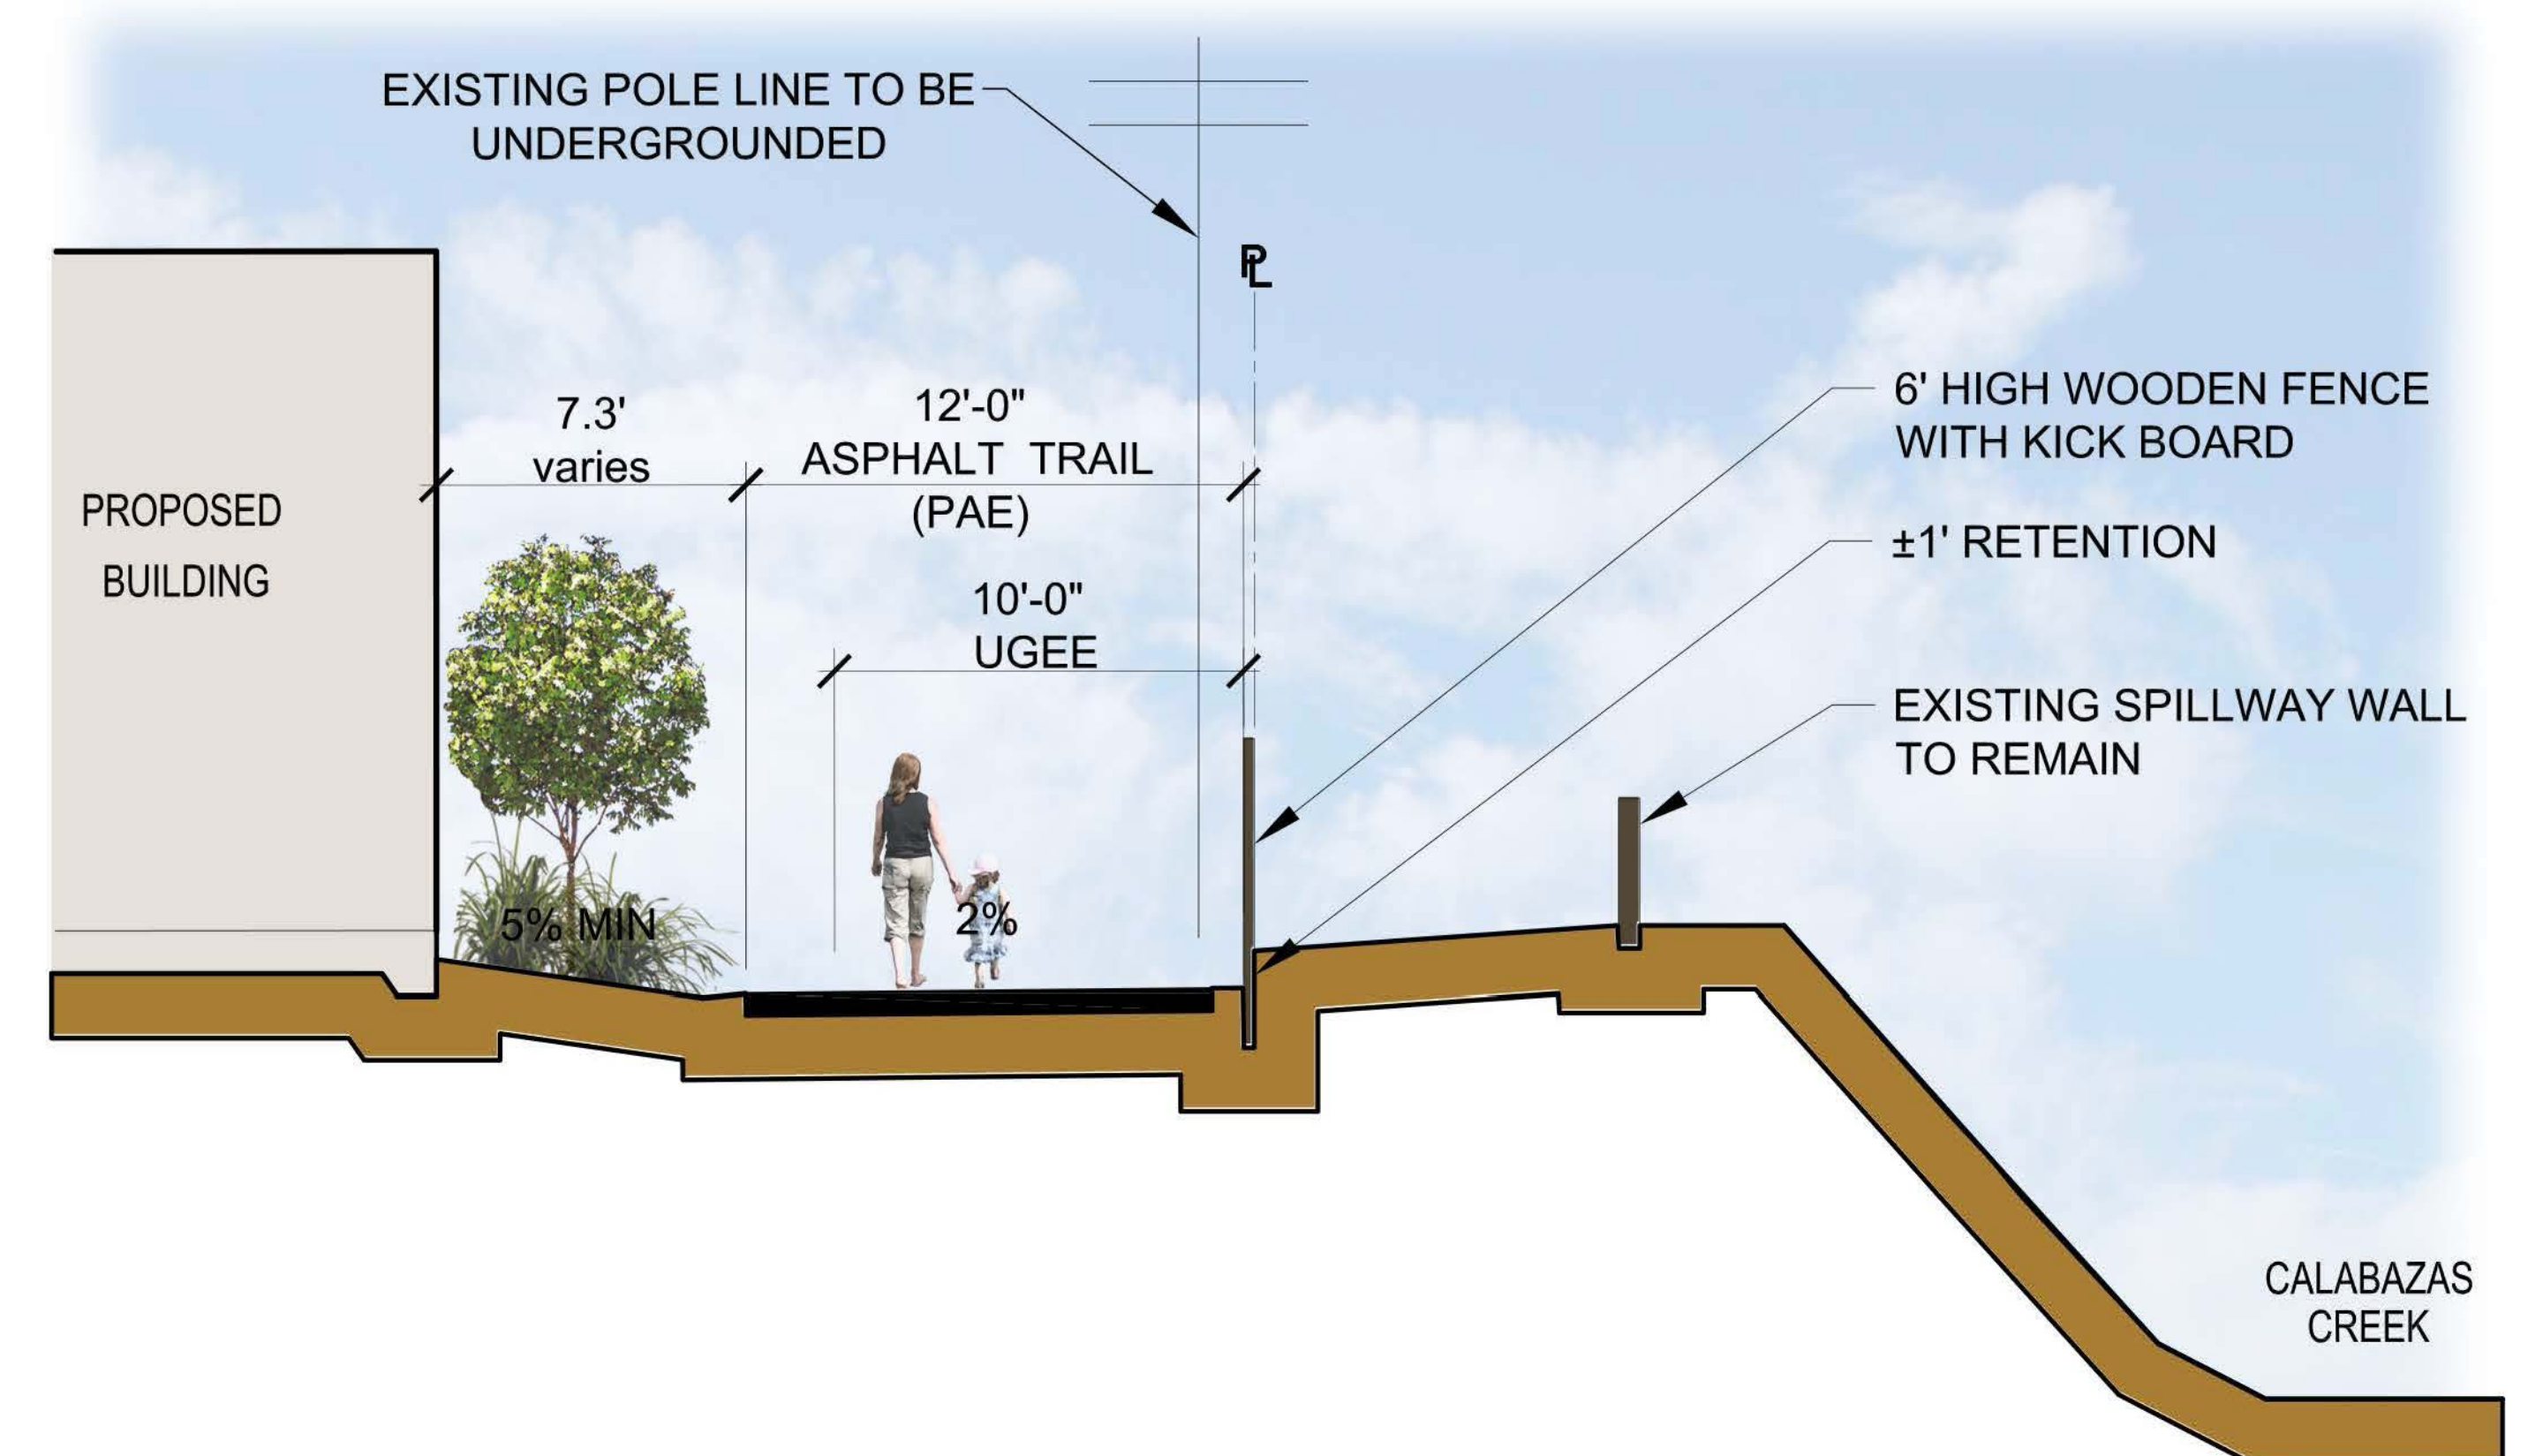 EXISTING POLE LINE TO BE
UNDERGROUNDED
PL
7.3'
varies
12'-0"
ASPHALT TRAIL
(PAE)
10'-0"
UGEE
PROPOSED
BUILDING
5% MIN
2%
6' HIGH WOODEN FENCE
WITH KICK BOARD
±1' RETENTION
EXISTING SPILLWAY WALL
TO REMAIN
CALABAZAS
CREEK